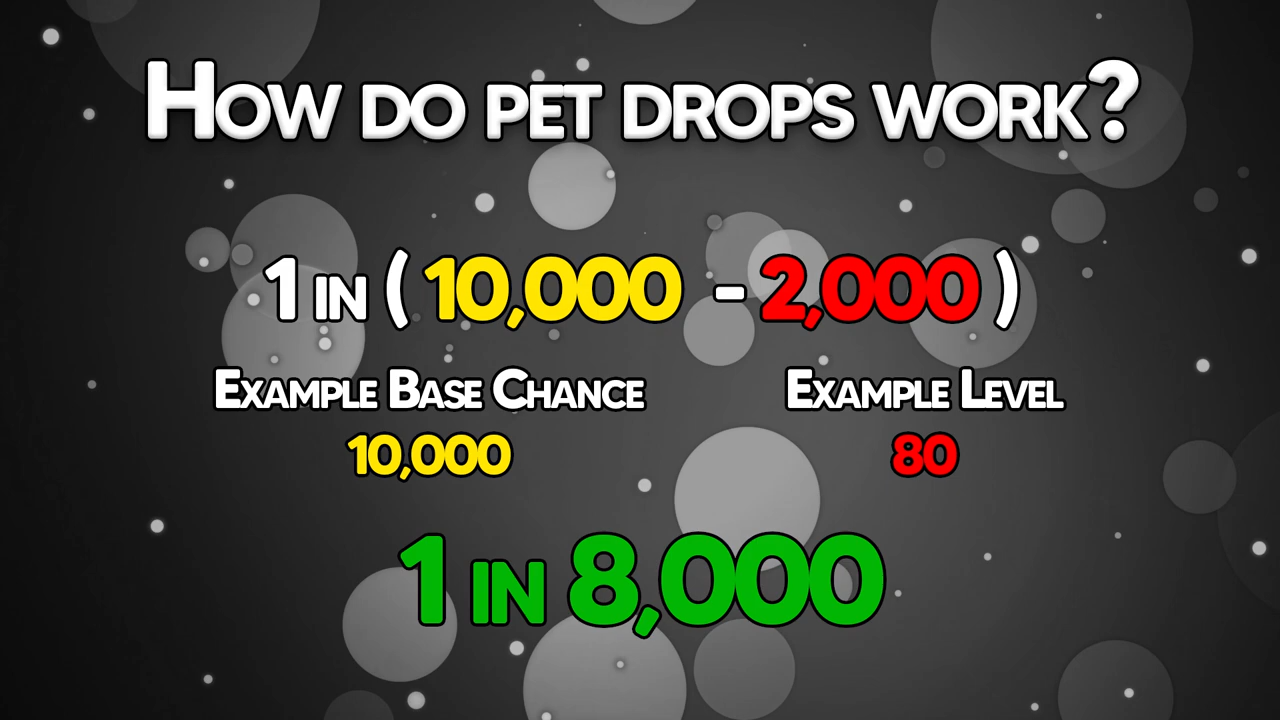 How do pet drops work?
1 in ( 10,000 - 2,000 )
Example Base Chance
Example Level
10,000
80
1 in 8,000